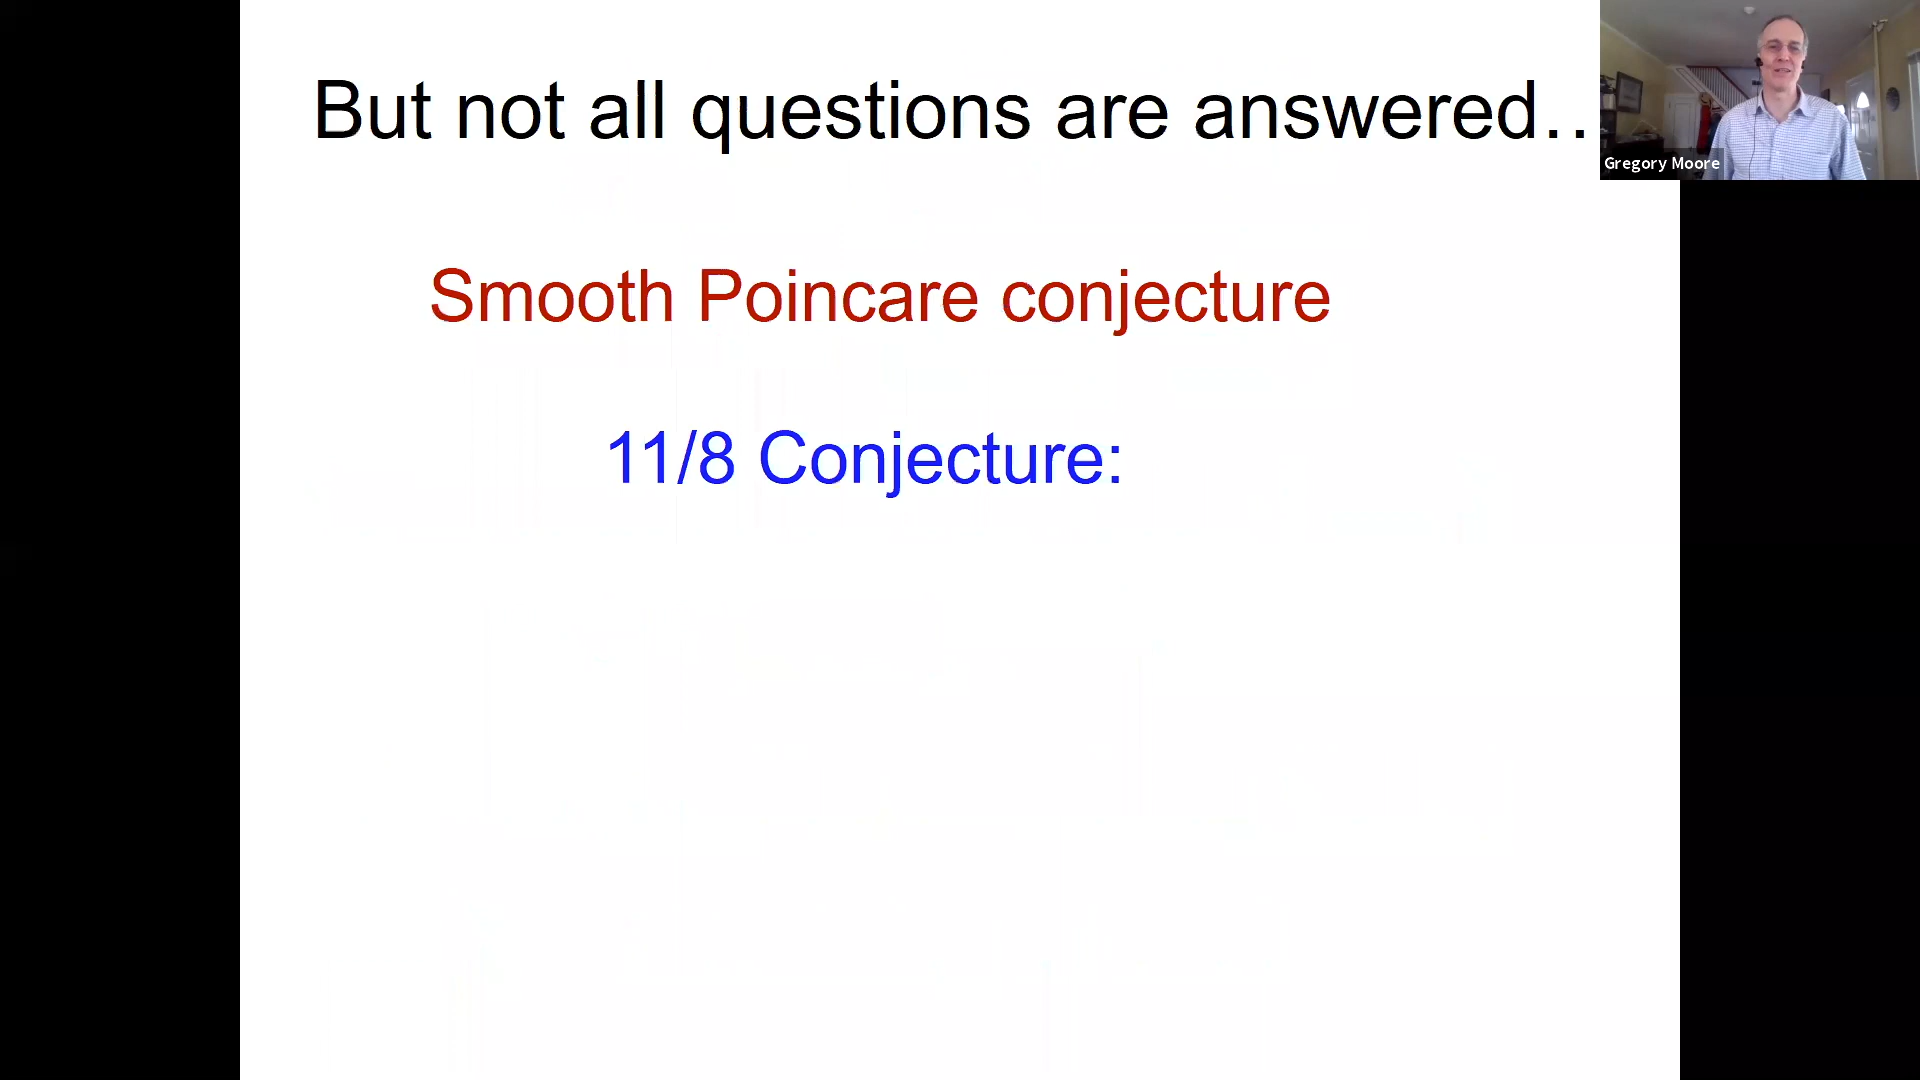 But not all questions are answered..
Gregory Moore
Smooth Poincare conjecture
11/8 Conjecture: